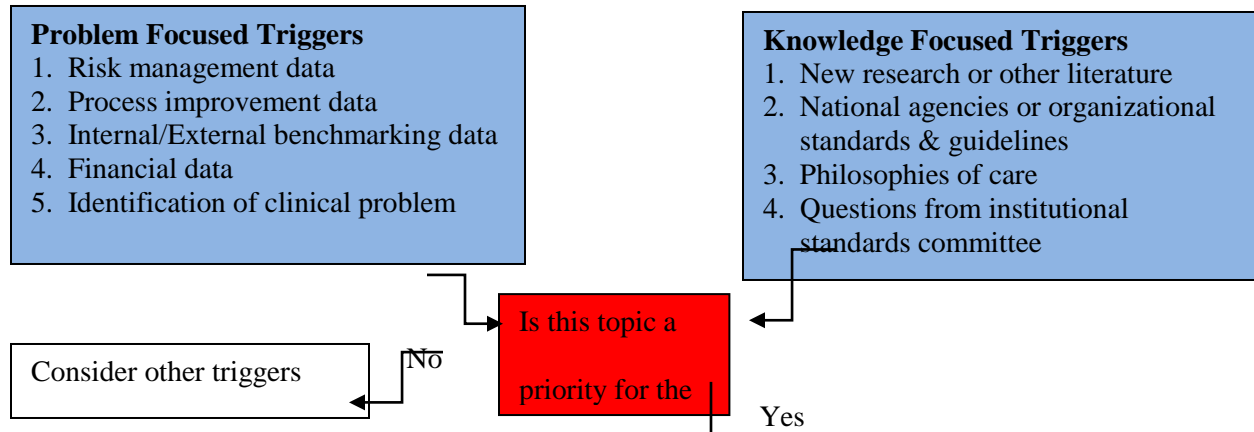 Problem Focused Triggers
1. Risk management data
2. Process improvement data
3. Internal/External benchmarking data
4. Financial data
5. Identification of clinical problem
Knowledge Focused Triggers
1. New research or other literature
2. National agencies or organizational
standards & guidelines
3. Philosophies of care
4. Questions from institutional
standards committee
Is this topic a
priority for the
No
Consider other triggers
Yes